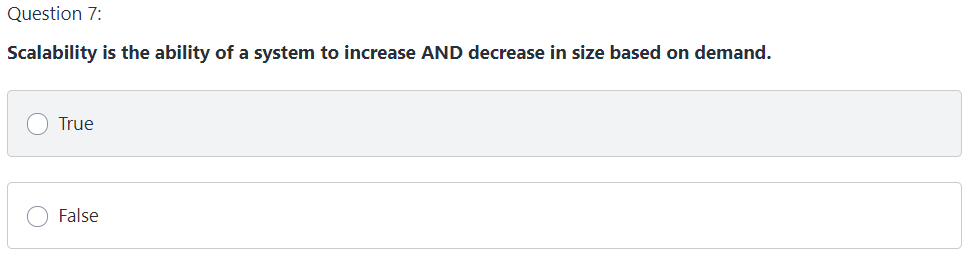 Question 7:
Scalability is the ability of a system to increase AND decrease in size based on demand.
True
False